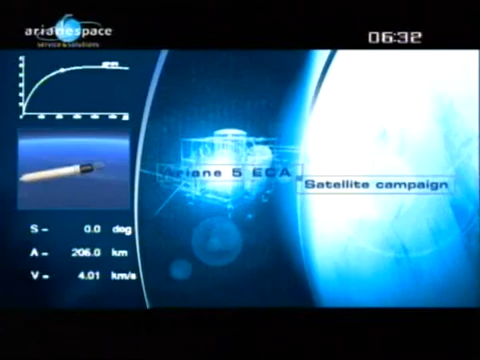 arianespace
service & solutions
06:32
Ariane 5 ECA
Satellite campaign
S = 0.0 deg
A = 206.0 km
V = 4.01 km/s